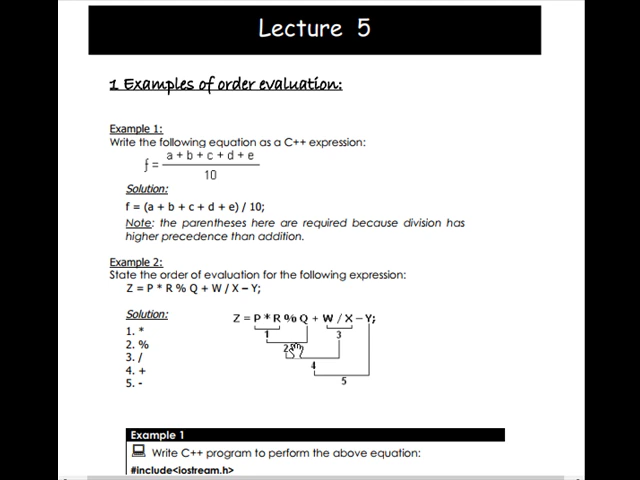 Lecture 5
1 Examples of order evaluation:
Example 1:
Write the following equation as a C++ expression:
f = a + b + c + d + e
10
Solution:
f = (a + b + c + d + e) / 10;
Note: the parentheses here are required because division has
higher precedence than addition.
Example 2:
State the order of evaluation for the following expression:
Z = P * R % Q + W / X – Y;
Solution:
1. *
2. %
3. /
4. +
5. -
Z = P * R % Q + W / X – Y;
1
3
2
4
5
Example 1
Write C++ program to perform the above equation:
#include<iostream.h>